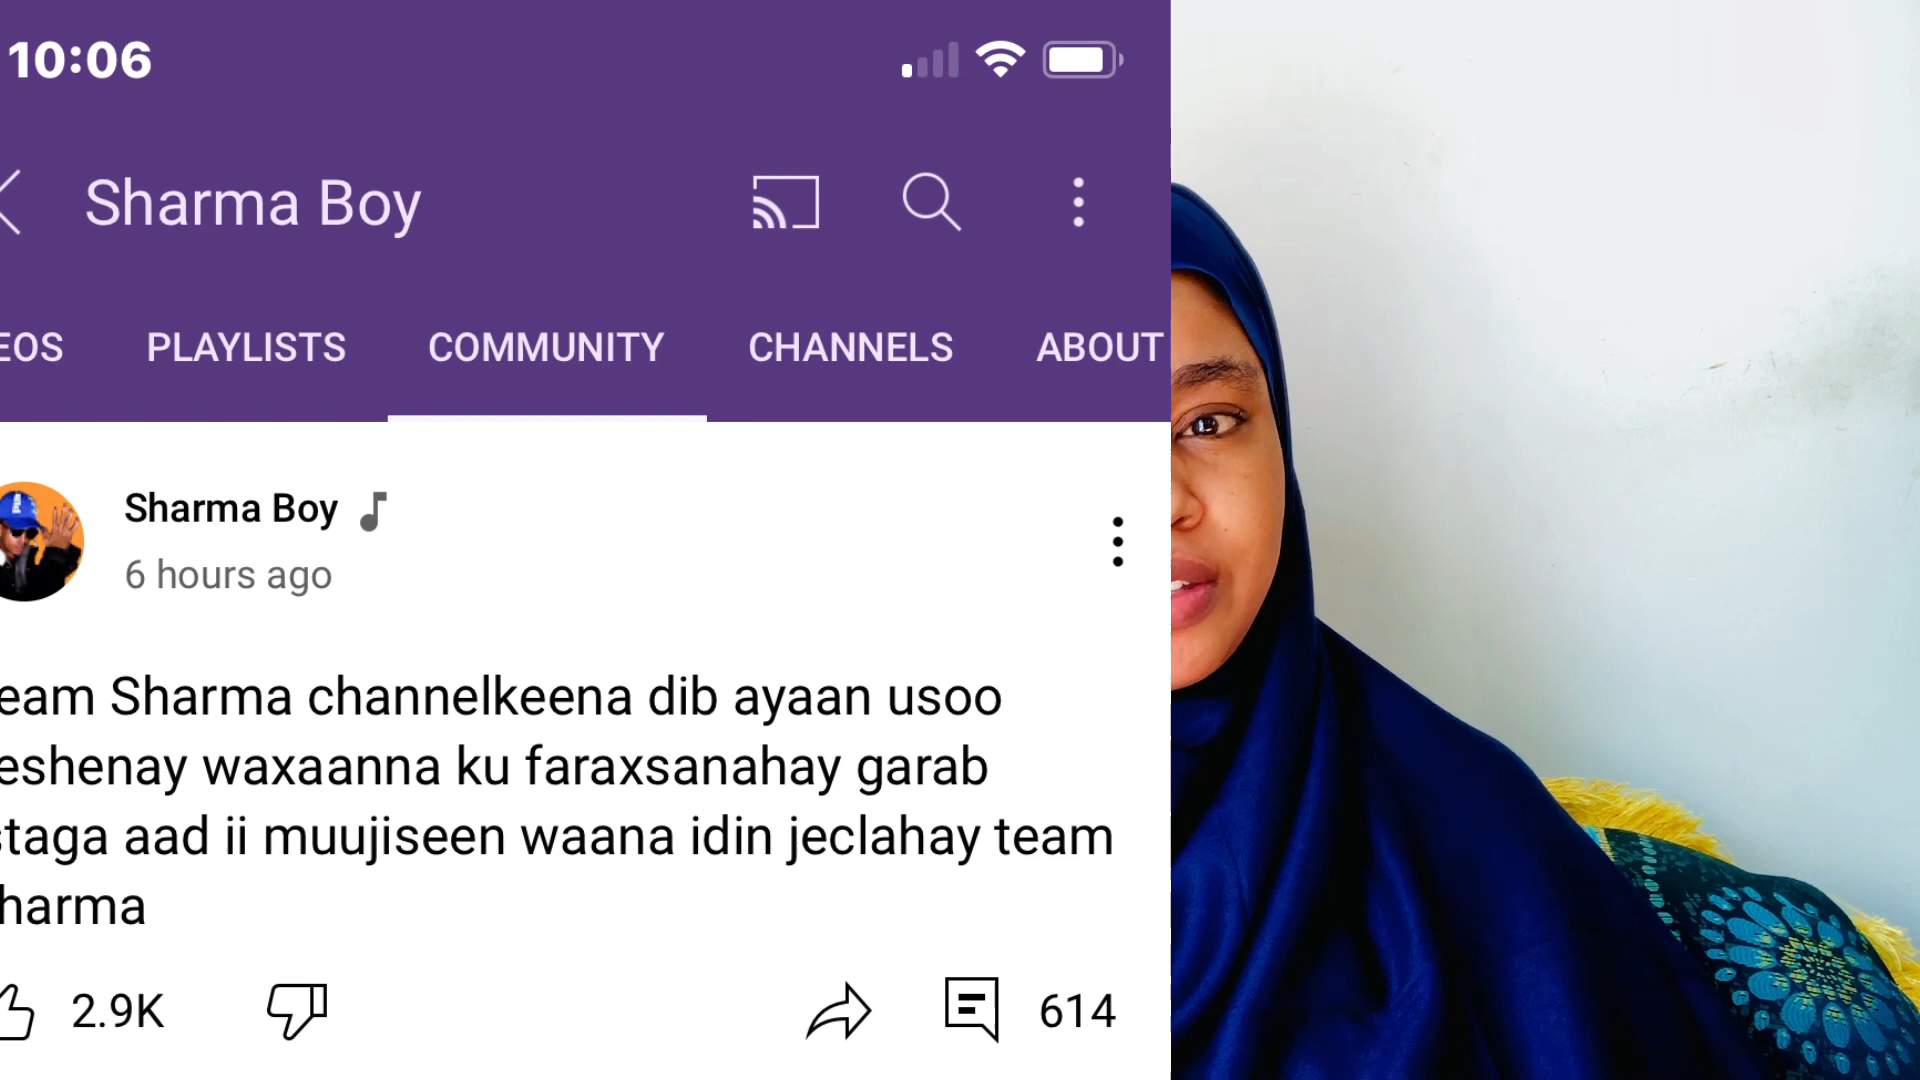 10:06
Sharma Boy
EOS PLAYLISTS COMMUNITY CHANNELS ABOUT
Sharma Boy
6 hours ago
eam Sharma channelkeena dib ayaan usoo
eshenay waxaanna ku faraxsanahay garab
staga aad ii muujiseen waana idin jeclahay team
harma
2.9K 614